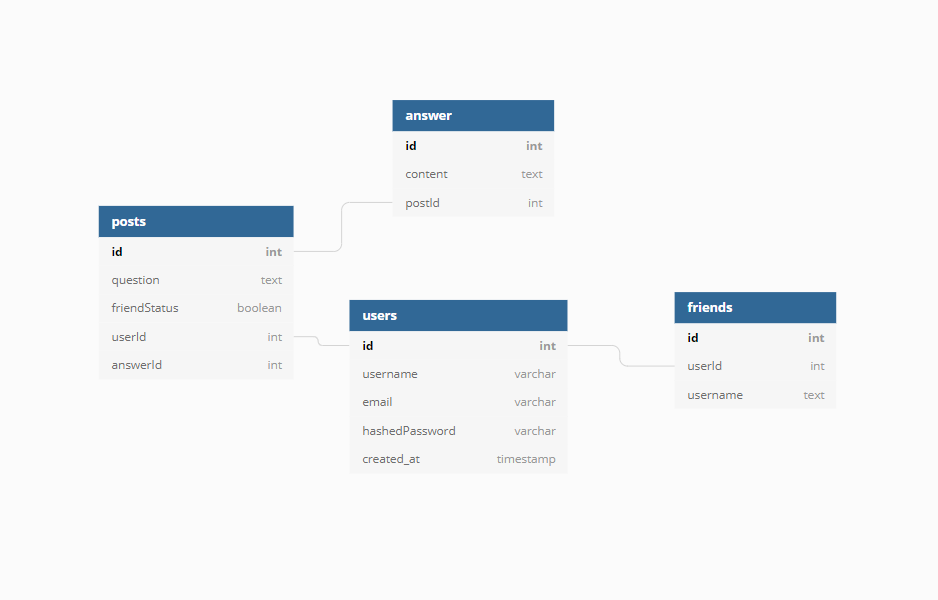 answer
id int
content text
postId int
posts
id int
question text
friendStatus boolean
userId int
answerId int
users
id int
username varchar
email varchar
hashedPassword varchar
created_at timestamp
friends
id int
userId int
username text